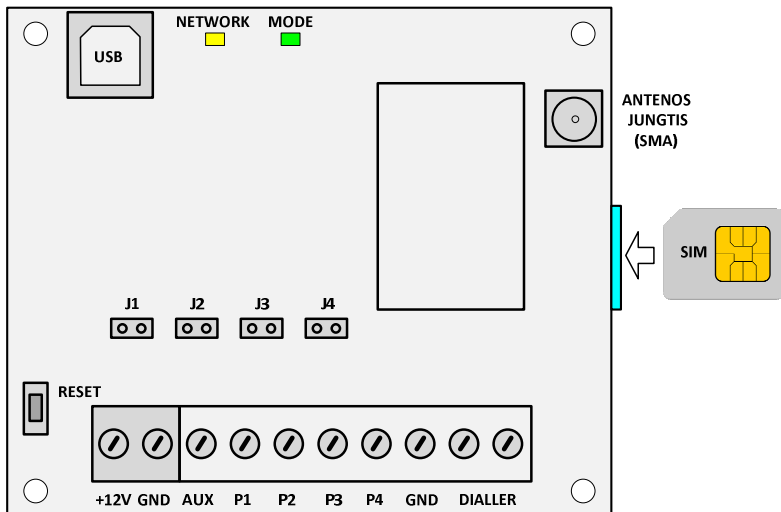 NETWORK MODE
USB
ANTENOS
JUNGTIS
(SMA)
SIM
J1 J2 J3 J4
RESET
+12V GND AUX P1 P2 P3 P4 GND DIALLER